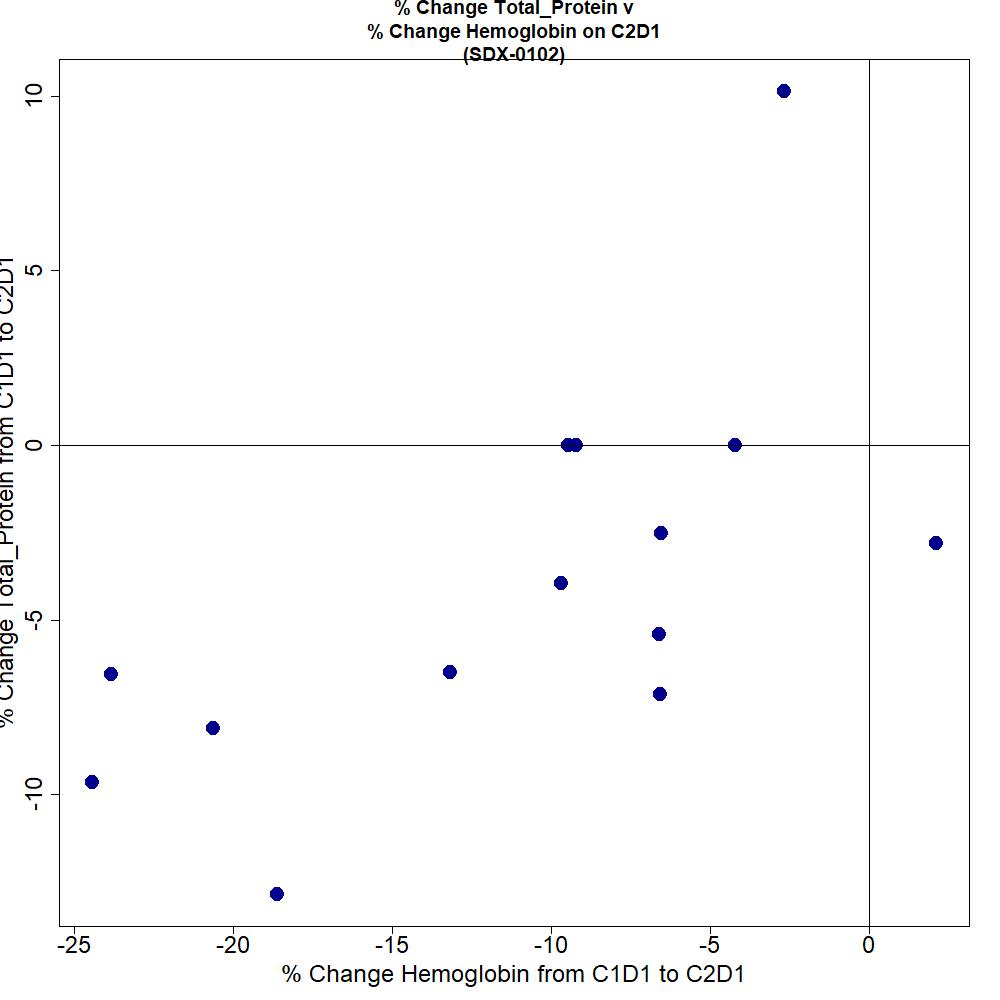 % Change Total_Protein v
% Change Hemoglobin on C2D1
(SDX-0102)
% Change Total_Protein from C1D1 to C2D1
10
5
0
-5
-10
-25
-20
-15
-10
-5
0
% Change Hemoglobin from C1D1 to C2D1